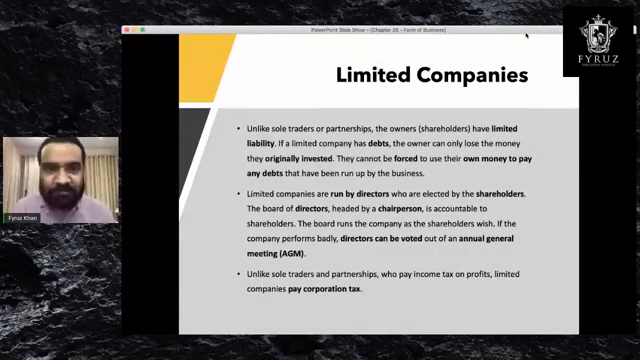 PowerPoint Slide Show – [Chapter 25 - Form of Business]
FYRUZ
Limited Companies
• Unlike sole traders or partnerships, the owners (shareholders) have limited
liability. If a limited company has debts, the owner can only lose the money
they originally invested. They cannot be forced to use their own money to pay
any debts that have been run up by the business.
• Limited companies are run by directors who are elected by the shareholders.
The board of directors, headed by a chairperson, is accountable to
shareholders. The board runs the company as the shareholders wish. If the
company performs badly, directors can be voted out of an annual general
meeting (AGM).
• Unlike sole traders and partnerships, who pay income tax on profits, limited
companies pay corporation tax.
Fyruz Khan